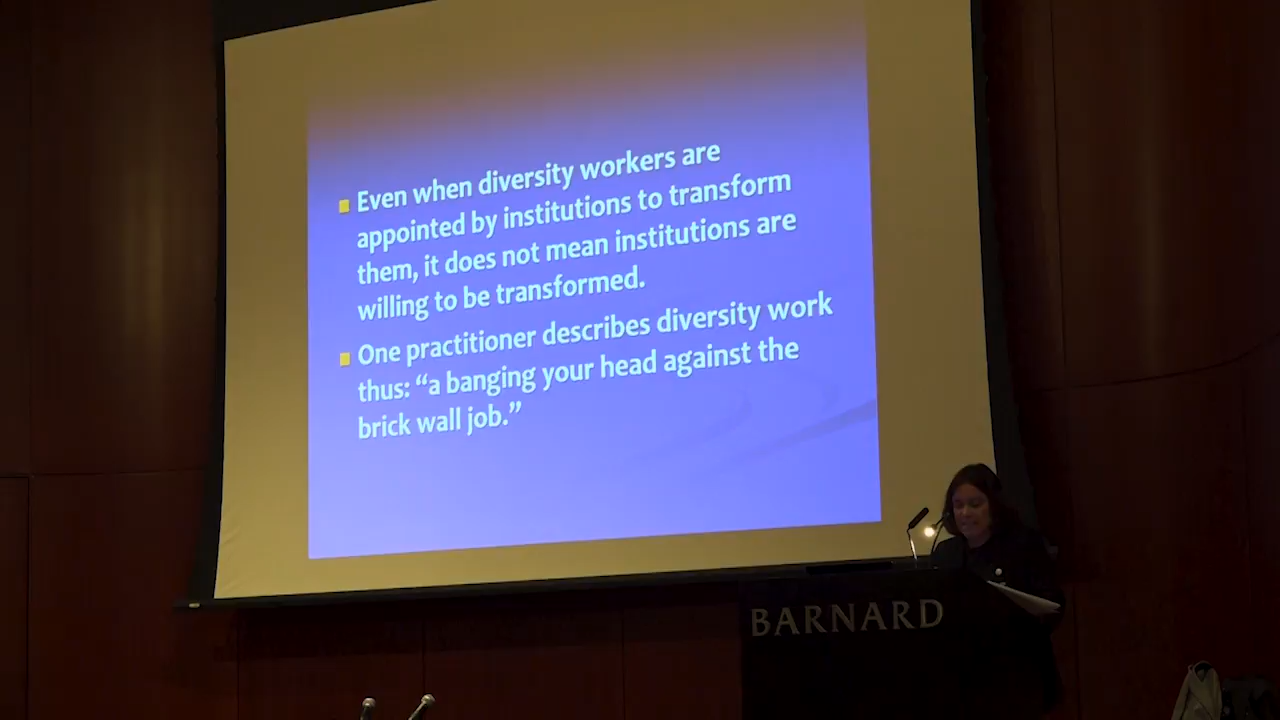 Even when diversity workers are
appointed by institutions to transform
them, it does not mean institutions are
willing to be transformed.
One practitioner describes diversity work
thus: “a banging your head against the
brick wall job.”
BARNARD